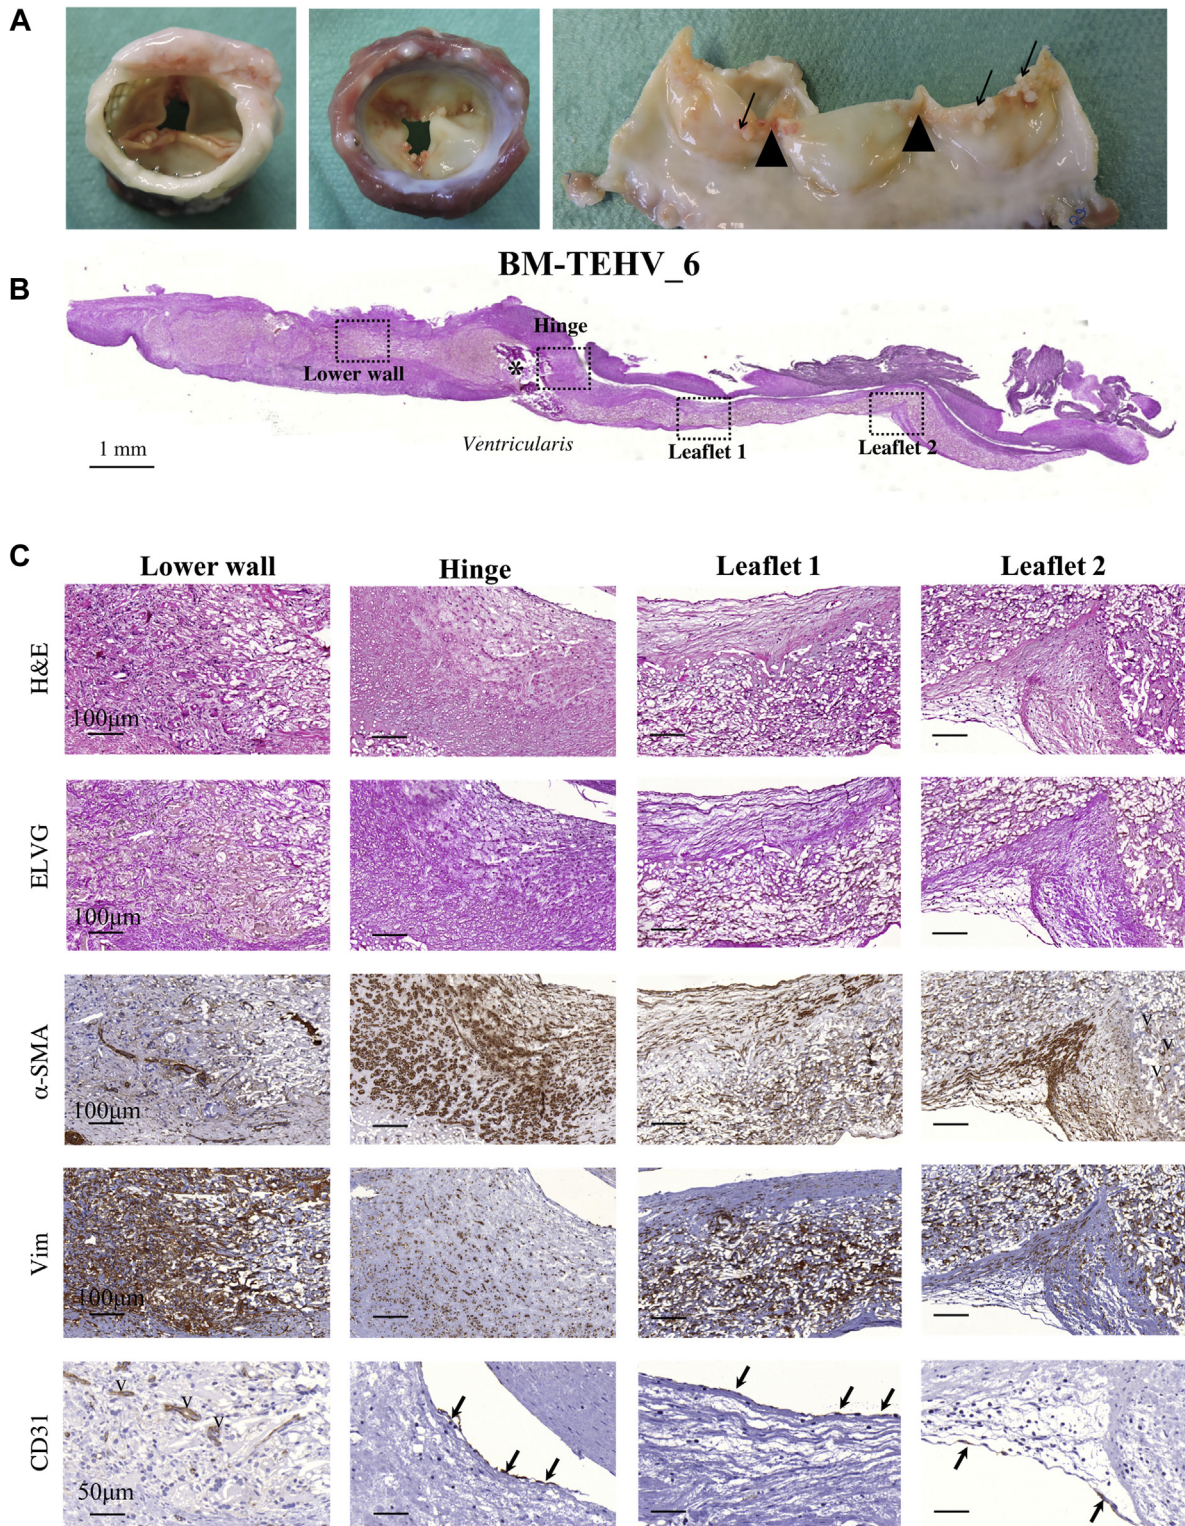 A
BM-TEHV_6
B
Hinge
Lower wall
*
Ventricularis
Leaflet 1
Leaflet 2
1 mm
C
Lower wall
Hinge
Leaflet 1
Leaflet 2
H&E
100μm
ELVG
100μm
α-SMA
100μm
v
v
v
Vim
100μm
CD31
v
v
v
50μm